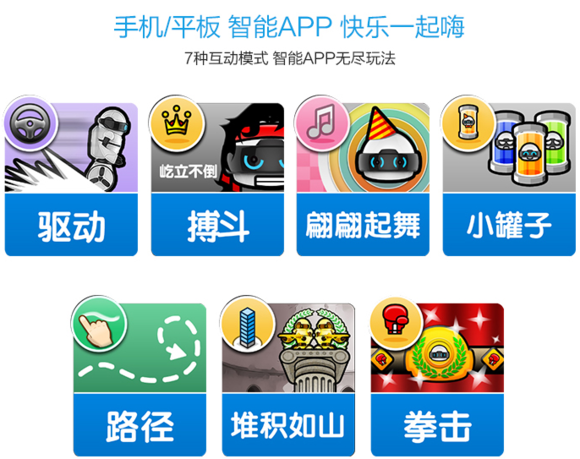 手机/平板 智能APP 快乐一起嗨
7种互动模式 智能APP无尽玩法
屹立不倒
驱动
搏斗
翩翩起舞
小罐子
路径
堆积如山
拳击